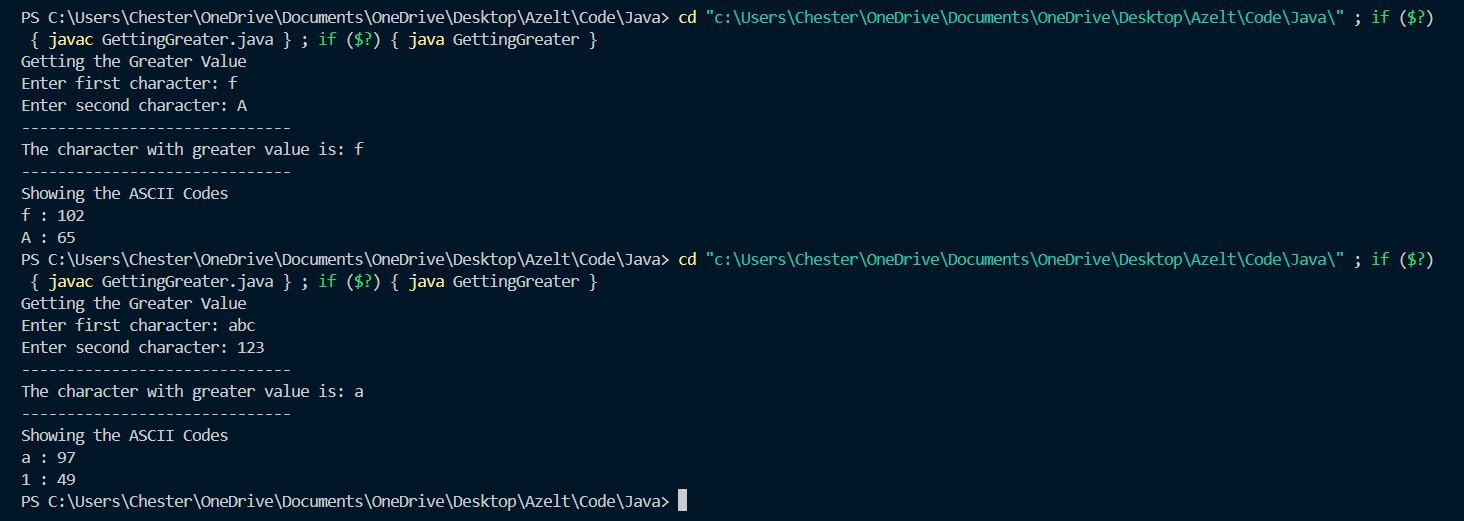 PS C:\Users\Chester\OneDrive\Documents\OneDrive\Desktop\Azelt\Code\Java> cd "c:\Users\Chester\OneDrive\Documents\OneDrive\Desktop\Azelt\Code\Java\" ; if ($?)
{ javac GettingGreater.java } ; if ($?) { java GettingGreater }
Getting the Greater Value
Enter first character: f
Enter second character: A
------------------------------
The character with greater value is: f
------------------------------
Showing the ASCII Codes
f : 102
A : 65
PS C:\Users\Chester\OneDrive\Documents\OneDrive\Desktop\Azelt\Code\Java> cd "c:\Users\Chester\OneDrive\Documents\OneDrive\Desktop\Azelt\Code\Java\" ; if ($?)
{ javac GettingGreater.java } ; if ($?) { java GettingGreater }
Getting the Greater Value
Enter first character: abc
Enter second character: 123
------------------------------
The character with greater value is: a
------------------------------
Showing the ASCII Codes
a : 97
1 : 49
PS C:\Users\Chester\OneDrive\Documents\OneDrive\Desktop\Azelt\Code\Java>